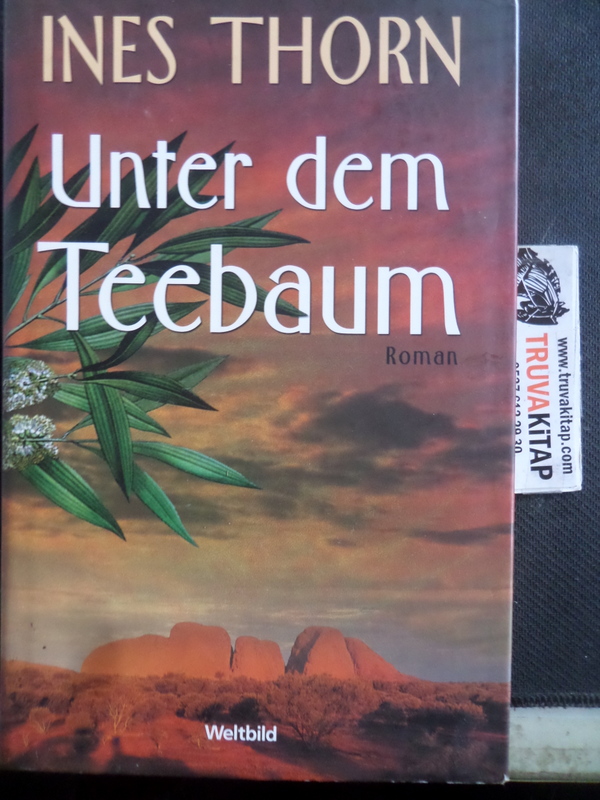 INES THORN
Unter dem
Teebaum
Roman
Weltbild
www.truvakitap.com
TRUVAKiTAP